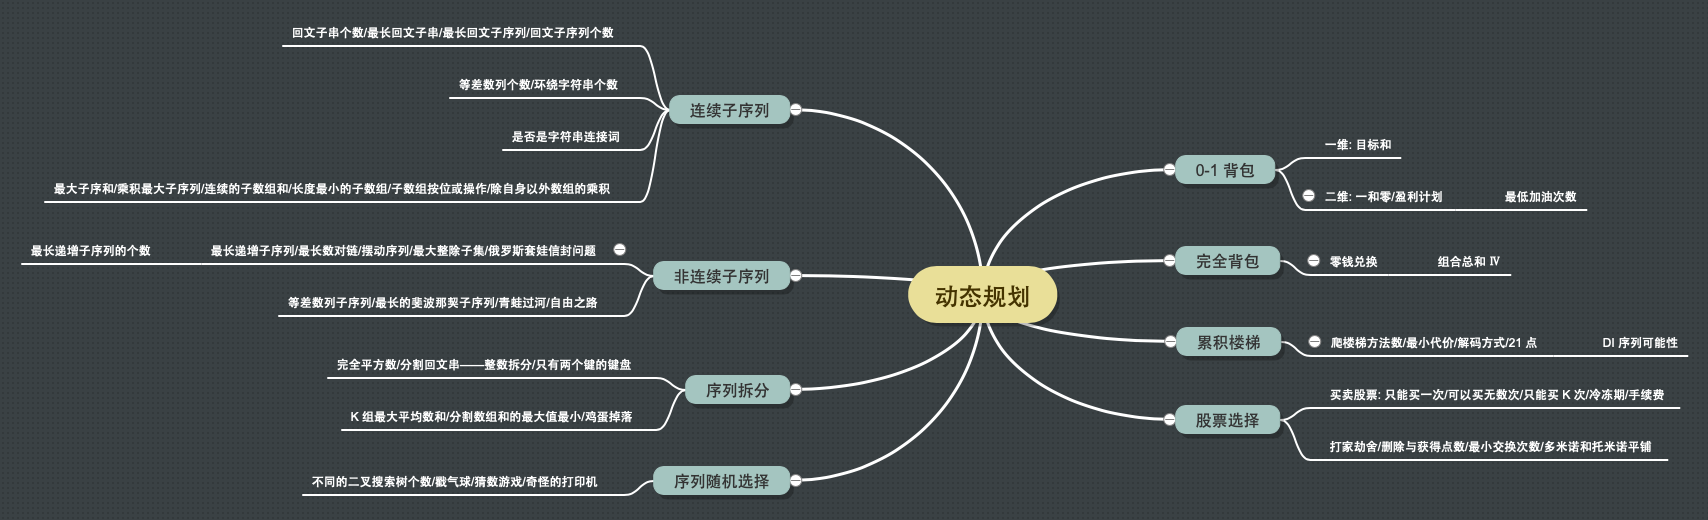 动态规划
连续子序列
回文子串个数/最长回文子串/最长回文子序列/回文子序列个数
等差数列个数/环绕字符串个数
是否是字符串连接词
最大子序和/乘积最大子序列/连续的子数组和/长度最小的子数组/子数组按位或操作/除自身以外数组的乘积
非连续子序列
最长递增子序列/最长数对链/摆动序列/最大整除子集/俄罗斯套娃信封问题
最长递增子序列的个数
等差数列子序列/最长的斐波那契子序列/青蛙过河/自由之路
序列拆分
完全平方数/分割回文串——整数拆分/只有两个键的键盘
K 组最大平均数和/分割数组和的最大值最小/鸡蛋掉落
序列随机选择
不同的二叉搜索树个数/戳气球/猜数游戏/奇怪的打印机
0-1 背包
一维: 目标和
二维: 一和零/盈利计划
最低加油次数
完全背包
零钱兑换
组合总和 Ⅳ
累积楼梯
爬楼梯方法数/最小代价/解码方式/21 点
DI 序列可能性
股票选择
买卖股票: 只能买一次/可以买无数次/只能买 K 次/冷冻期/手续费
打家劫舍/删除与获得点数/最小交换次数/多米诺和托米诺平铺